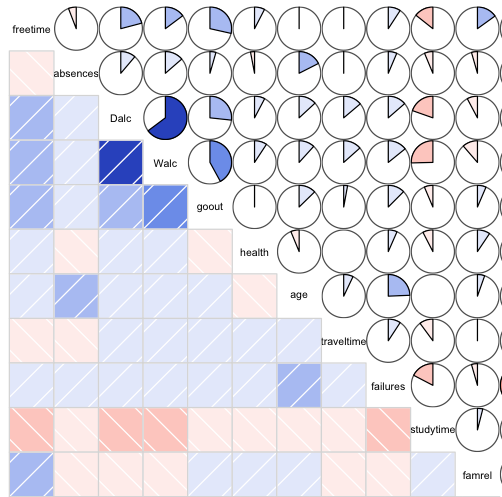 freetime
absences
Dalc
Walc
goout
health
age
traveltime
failures
studytime
famrel